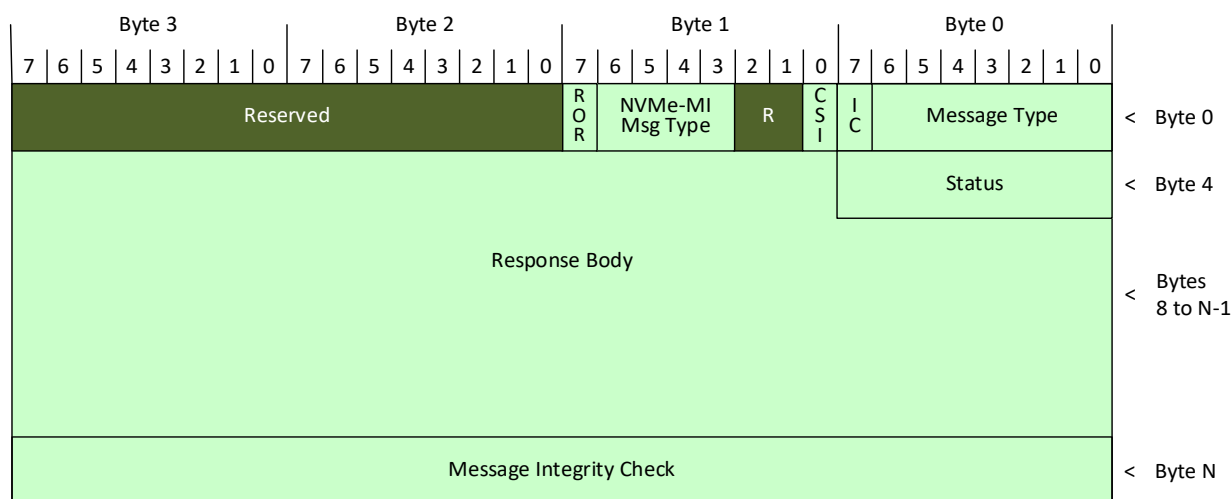 Byte 3 Byte 2 Byte 1 Byte 0
7 6 5 4 3 2 1 0 7 6 5 4 3 2 1 0 7 6 5 4 3 2 1 0 7 6 5 4 3 2 1 0
Reserved
ROR
NVMe-MI
Msg Type
R
CSI
IC
Message Type
< Byte 0
Status
< Byte 4
Response Body
< Bytes
8 to N-1
Message Integrity Check
< Byte N